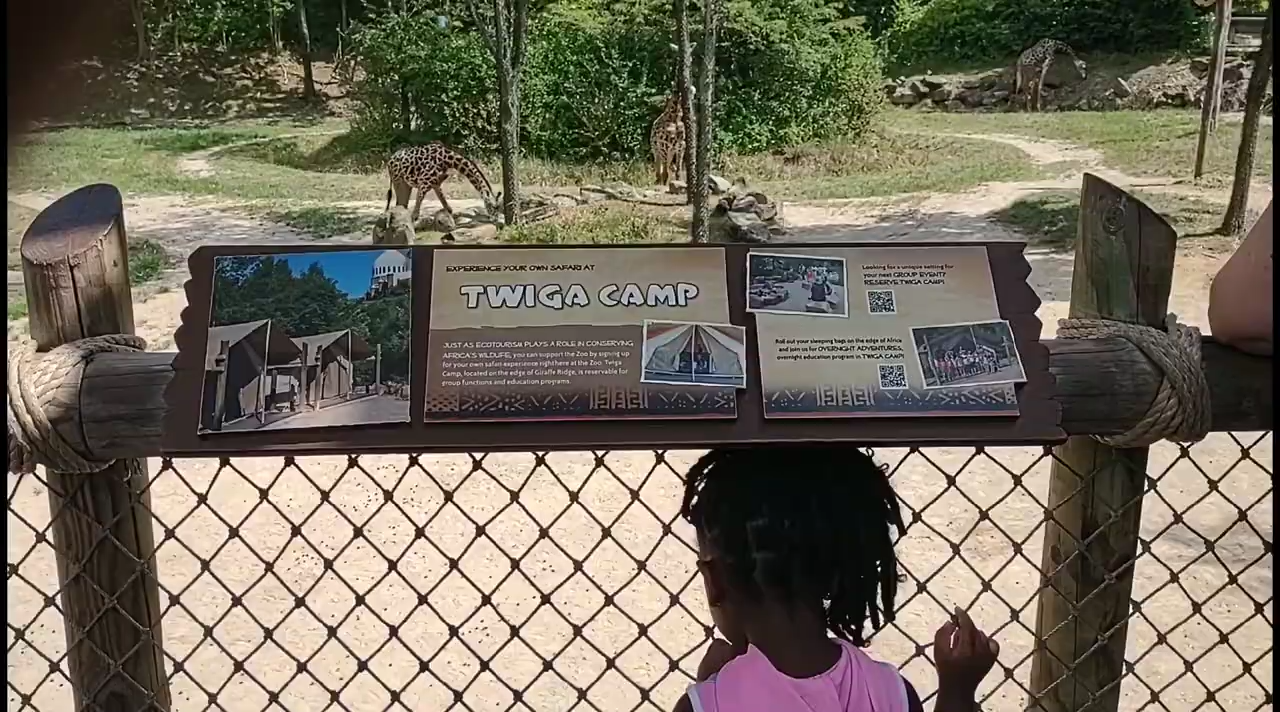 EXPERIENCE YOUR OWN SAFARI AT
TWIGA CAMP
JUST AS ECOTOURISM PLAYS A ROLE IN CONSERVING
AFRICA'S WILDLIFE, you can support the Zoo by signing up
for your own safari experience right here at the Zoo. Twiga
Camp, located on the edge of Giraffe Ridge, is reservable for
group functions and education programs.
Looking for a unique setting for
your next GROUP EVENT?
RESERVE TWIGA CAMP!
Roll out your sleeping bags on the edge of Africa
and join us for OVERNIGHT ADVENTURES,
overnight education program in TWIGA CAMP!